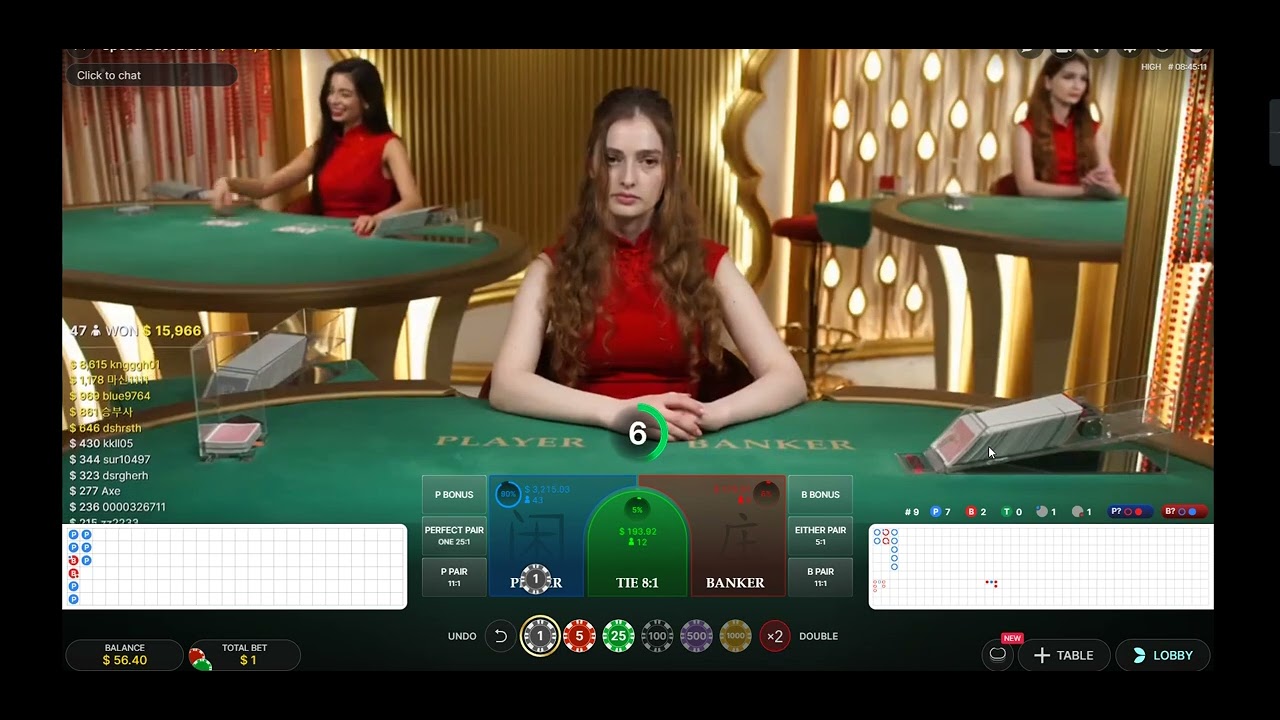 Click to chat
HIGH # 08:45:11
47 WON $ 15,966
$ 3,615 kngggh01
$ 1,178 마신1111
$ 969 blue9764
$ 861 승부사
$ 646 dshrsth
$ 430 kkll05
$ 344 sur10497
$ 323 dsrgherh
$ 277 Axe
$ 236 0000326711
$ 215 zz2233
PLAYER BANKER
6
P BONUS
PERFECT PAIR
ONE 25:1
P PAIR
11:1
$ 3,215.03
43
闲
5%
$ 193.92
12
TIE 8:1
庄
BANKER
B BONUS
EITHER PAIR
5:1
B PAIR
11:1
# 9 P 7 B 2 T 0 1 1 P? B?
P P
P P
B P
B
P
P
1
UNDO 1 5 25 100 500 1000 ×2 DOUBLE
BALANCE
$ 56.40
TOTAL BET
$ 1
NEW
TABLE
LOBBY